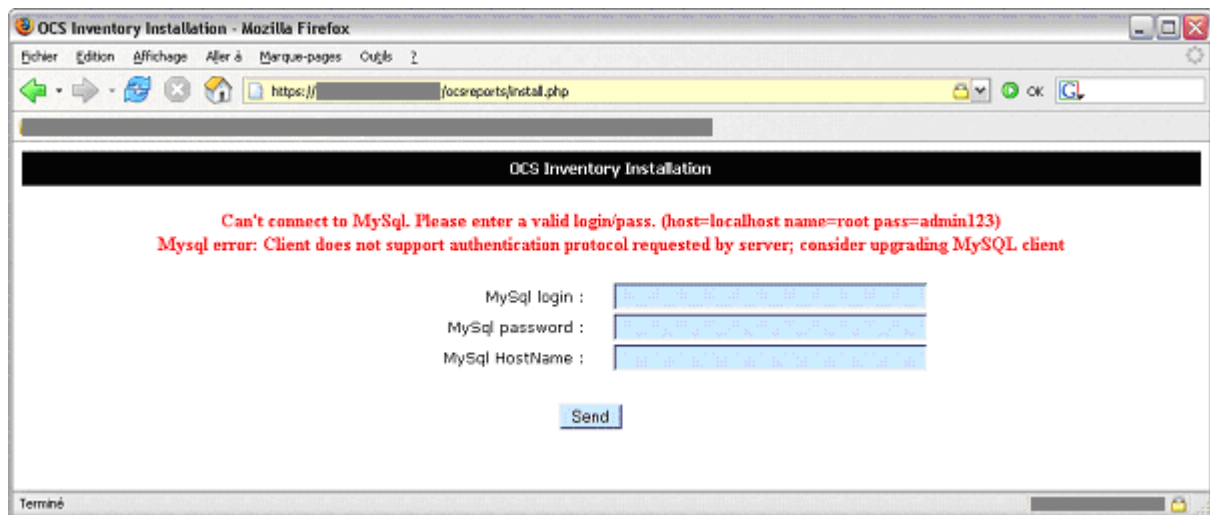 OCS Inventory Installation - Mozilla Firefox
Fichier Edition Affichage Aller à Marque-pages Outils ?
https:// /ocsreports/install.php OK G
OCS Inventory Installation
Can't connect to MySql. Please enter a valid login/pass. (host=localhost name=root pass=admin123)
Mysql error: Client does not support authentication protocol requested by server; consider upgrading MySQL client
MySql login :
MySql password :
MySql HostName :
Send
Terminé